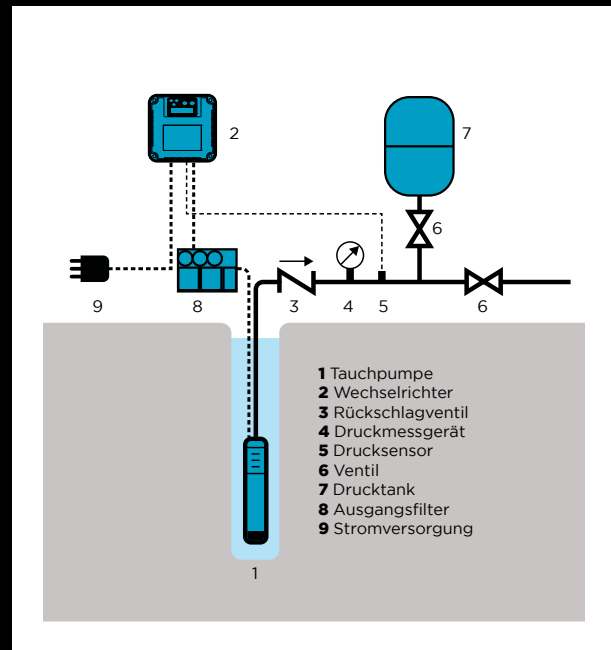 2
7
6
9
8
3
4
5
6
1 Tauchpumpe
2 Wechselrichter
3 Rückschlagventil
4 Druckmessgerät
5 Drucksensor
6 Ventil
7 Drucktank
8 Ausgangsfilter
9 Stromversorgung
1